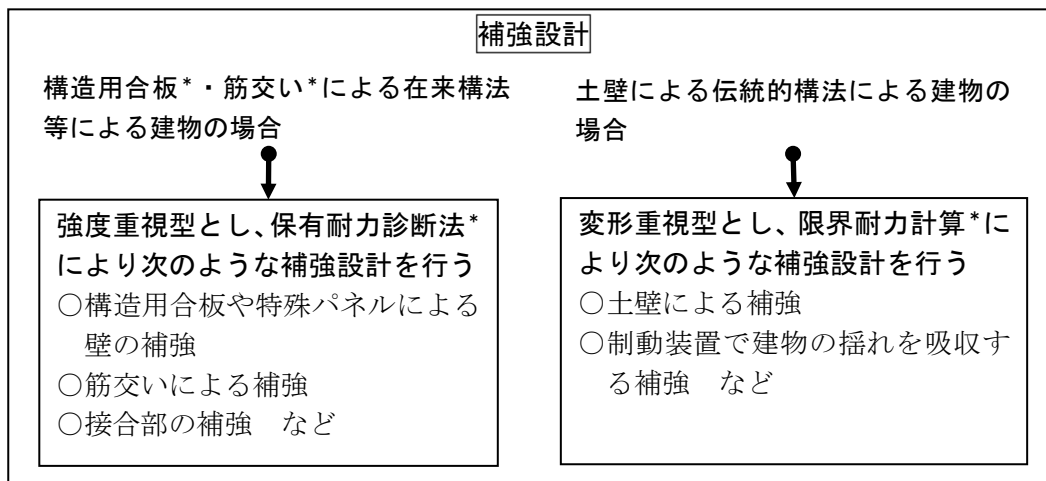 補強設計
構造用合板*・筋交い*による在来構法
等による建物の場合
強度重視型とし、保有耐力診断法*
により次のような補強設計を行う
○構造用合板や特殊パネルによる
壁の補強
○筋交いによる補強
○接合部の補強　など
土壁による伝統的構法による建物の
場合
変形重視型とし、限界耐力計算*に
より次のような補強設計を行う
○土壁による補強
○制動装置で建物の揺れを吸収す
る補強　など